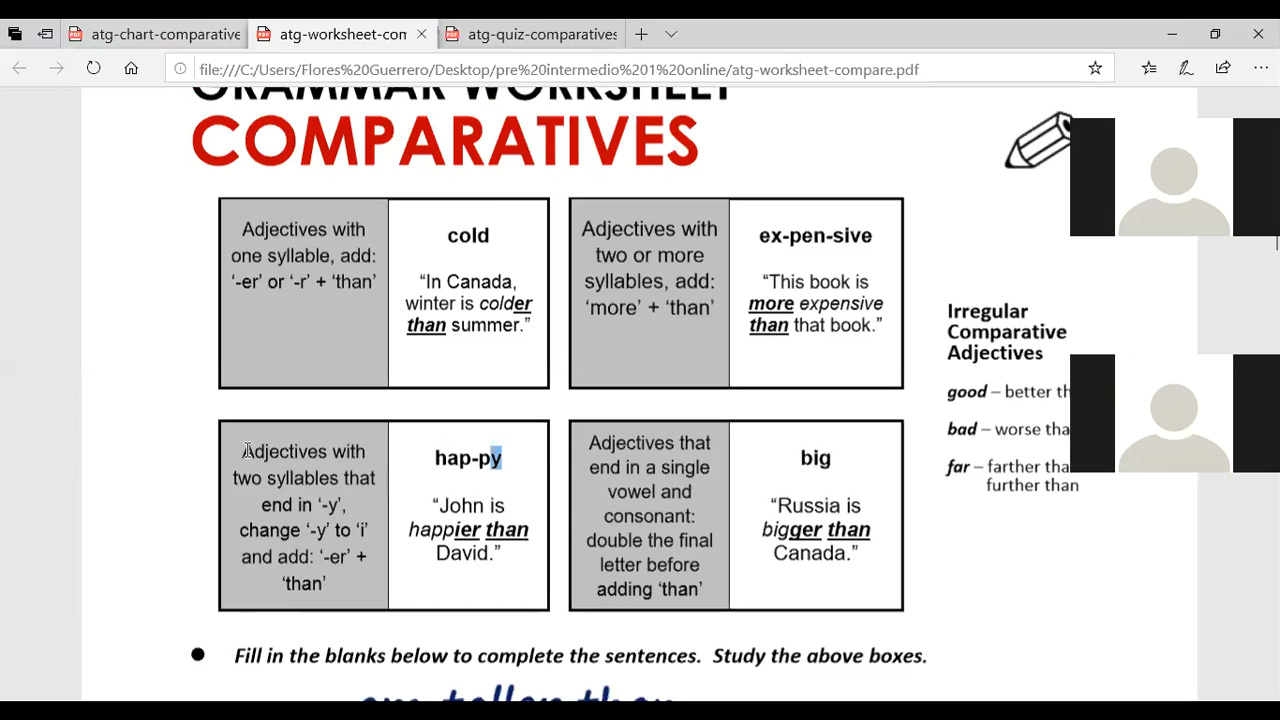 atg-chart-comparative
atg-worksheet-com
atg-quiz-comparatives
file:///C:/Users/Flores%20Guerrero/Desktop/pre%20intermedio%201%20online/atg-worksheet-compare.pdf
GRAMMAR WORKSHEET
COMPARATIVES
Adjectives with
one syllable, add:
‘-er’ or ‘-r’ + ‘than’
cold
“In Canada,
winter is colder
than summer.”
Adjectives with
two or more
syllables, add:
‘more’ + ‘than’
ex-pen-sive
“This book is
more expensive
than that book.”
Irregular
Comparative
Adjectives
good – better th
bad – worse tha
far – farther tha
further than
Adjectives with
two syllables that
end in ‘-y’,
change ‘-y’ to ‘i’
and add: ‘-er’ +
‘than’
hap-py
“John is
happier than
David.”
Adjectives that
end in a single
vowel and
consonant:
double the final
letter before
adding ‘than’
big
“Russia is
bigger than
Canada.”
● Fill in the blanks below to complete the sentences. Study the above boxes.
am taller than